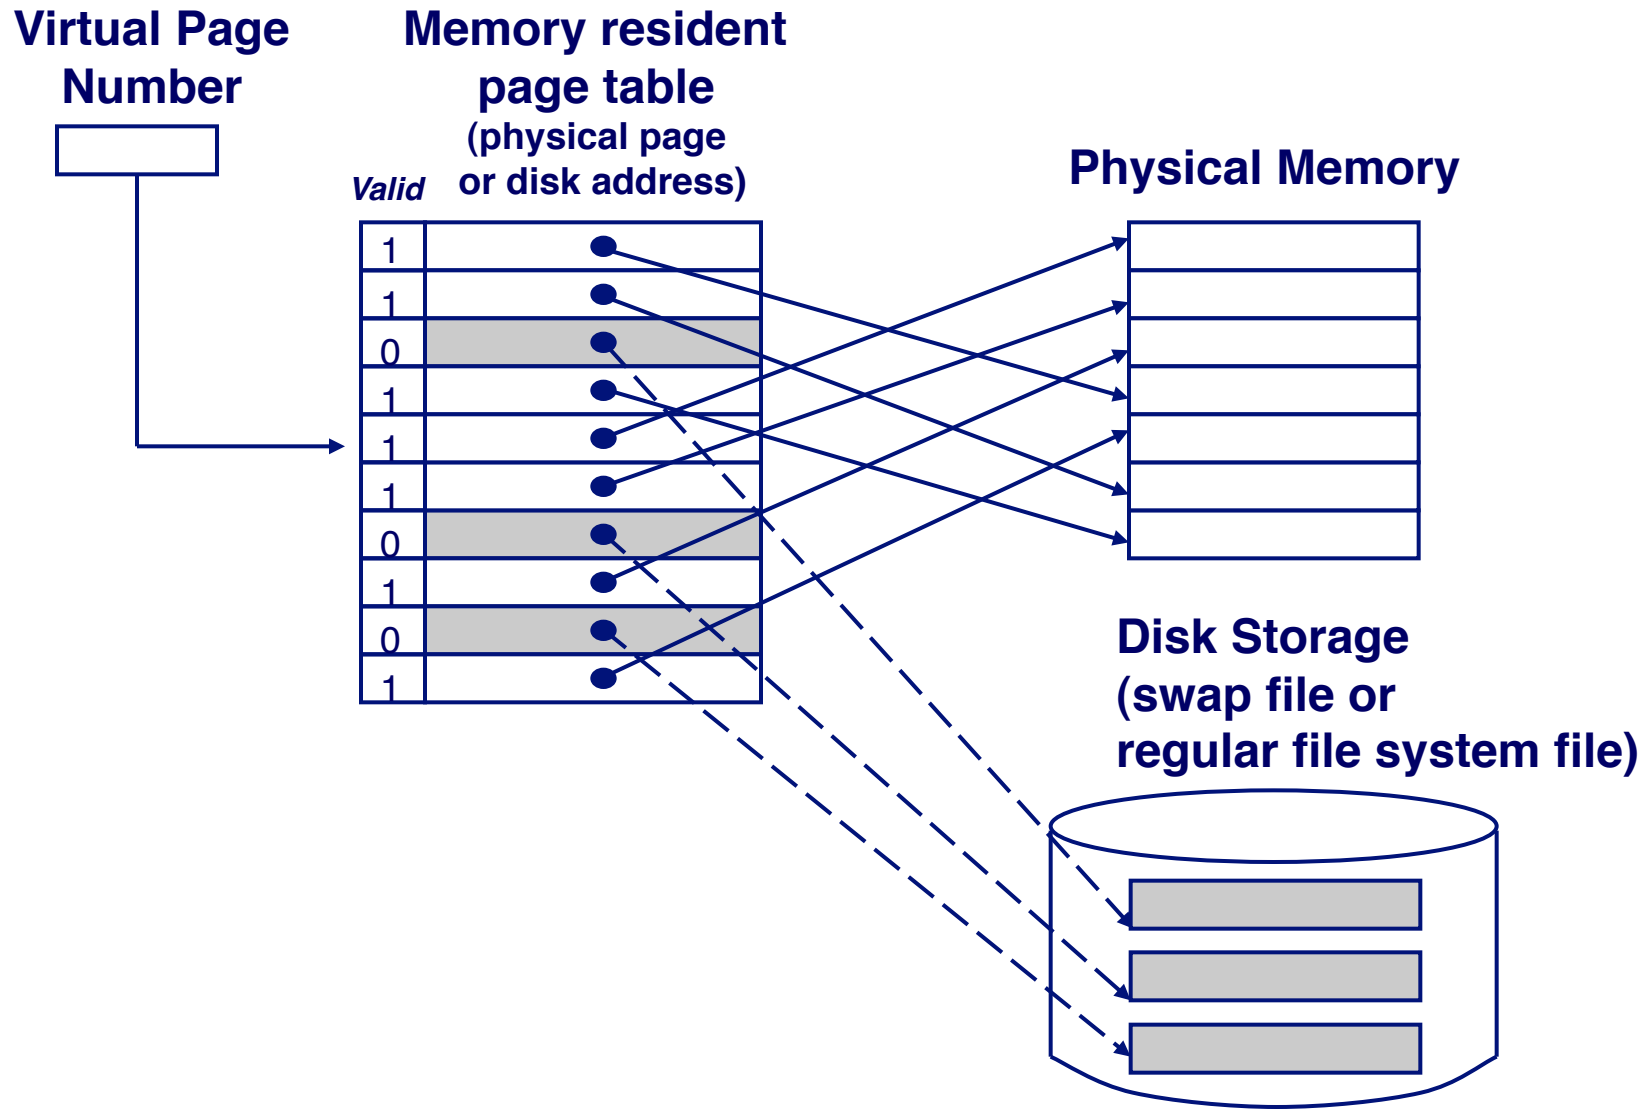 Virtual Page
Number
Memory resident
page table
(physical page
or disk address)
Valid
1
1
0
1
1
1
0
1
0
1
Physical Memory
Disk Storage
(swap file or
regular file system file)